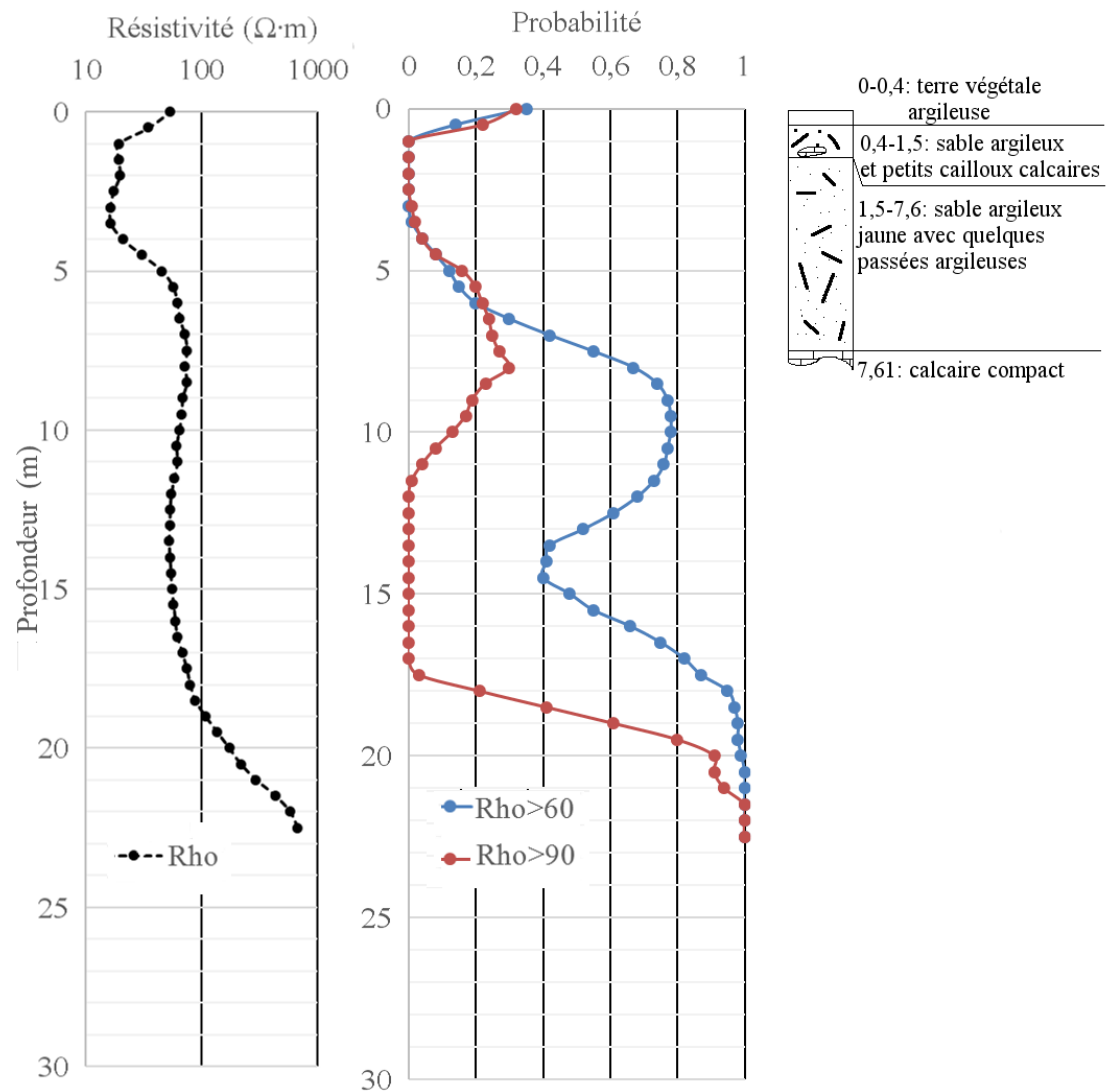 Résistivité (Ω·m)
10 100 1000
0
5
10
15
20
25
30
Profondeur (m)
Rho
Probabilité
0 0,2 0,4 0,6 0,8 1
0
5
10
15
20
25
30
Rho>60
Rho>90
0-0,4: terre végétale
argileuse
0,4-1,5: sable argileux
et petits cailloux calcaires
1,5-7,6: sable argileux
jaune avec quelques
passées argileuses
7,61: calcaire compact